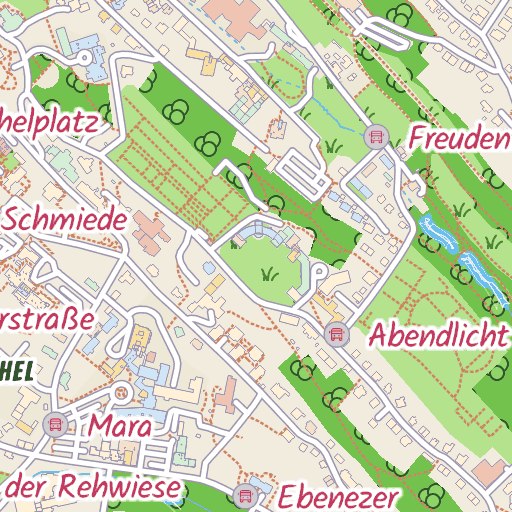 helplatz
Freuden
Schmiede
rstraße
Abendlicht
HEL
Mara
der Rehwiese
Ebenezer